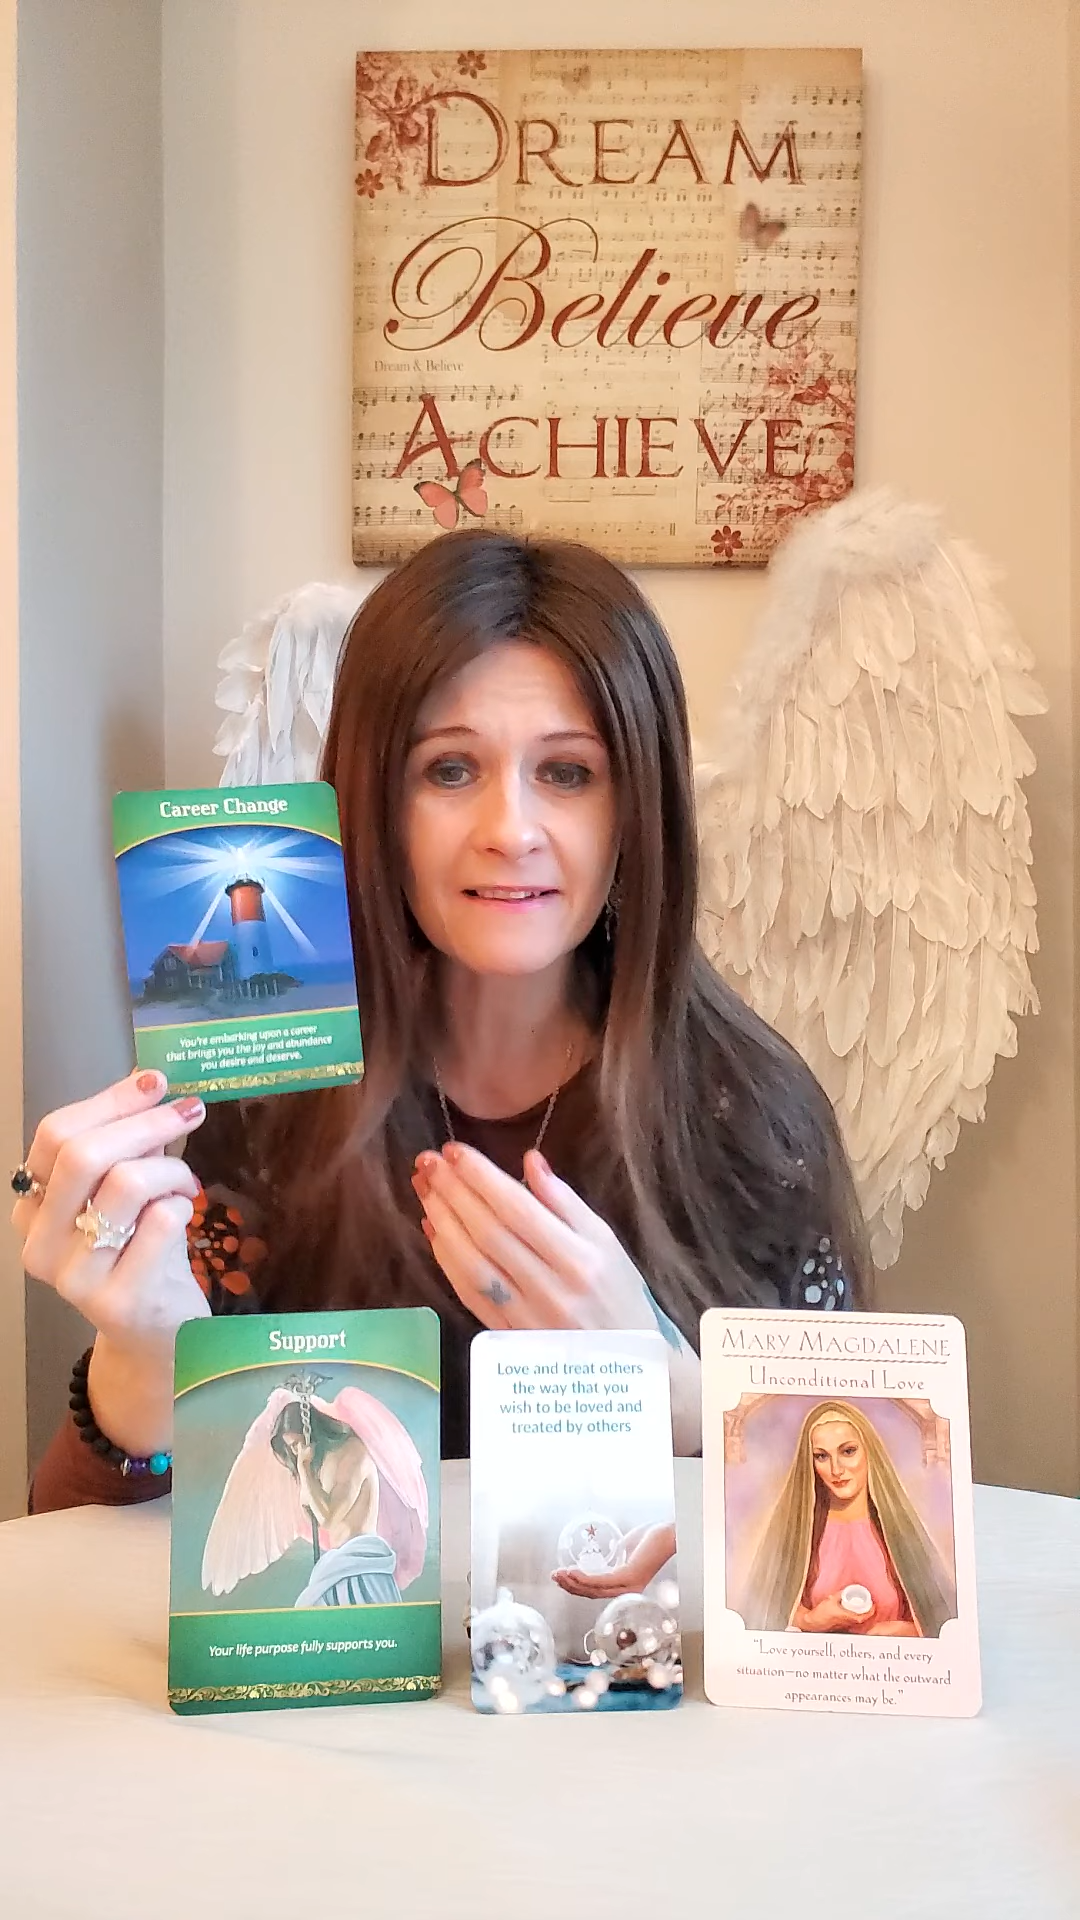 DREAM
Believe
Dream & Believe
ACHIEVE
Career Change
You're embarking upon a career
that brings you the joy and abundance
you desire and deserve.
Support
Your life purpose fully supports you.
Love and treat others
the way that you
wish to be loved and
treated by others
MARY MAGDALENE
Unconditional Love
"Love yourself, others, and every
situation—no matter what the outward
appearances may be."